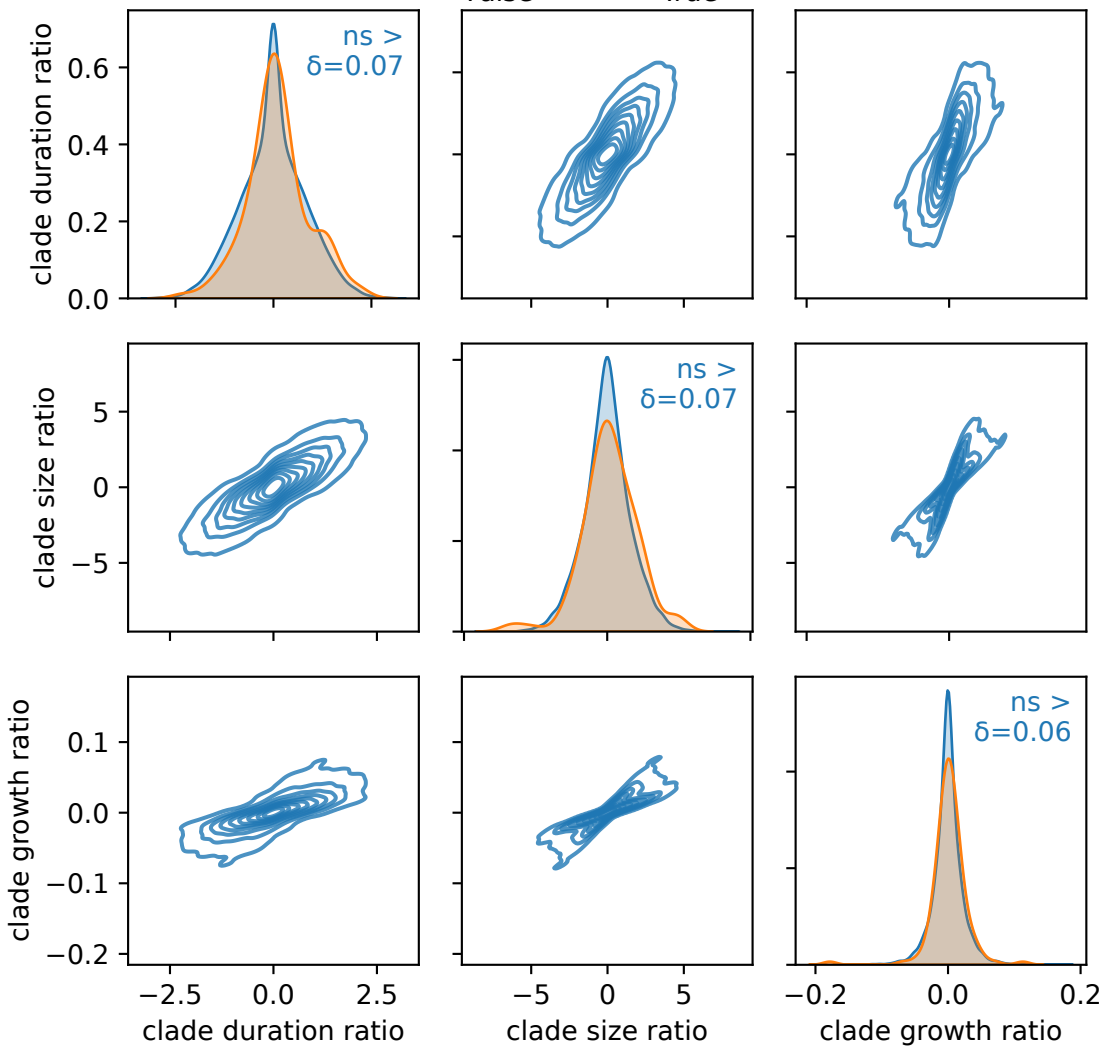 False True
clade duration ratio
0.6
0.4
0.2
0.0
ns >
δ=0.07
clade size ratio
5
0
−5
ns >
δ=0.07
clade growth ratio
0.1
0.0
−0.1
−0.2
ns >
δ=0.06
−2.5 0.0 2.5
−5 0 5
−0.2 0.0 0.2
clade duration ratio
clade size ratio
clade growth ratio